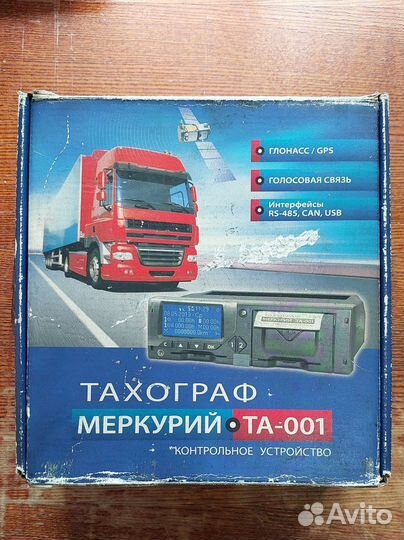 ГЛОНАСС / GPS
ГОЛОСОВАЯ СВЯЗЬ
Интерфейсы
RS-485, CAN, USB
ТАХОГРАФ
МЕРКУРИЙ ТА-001
КОНТРОЛЬНОЕ УСТРОЙСТВО
Avito